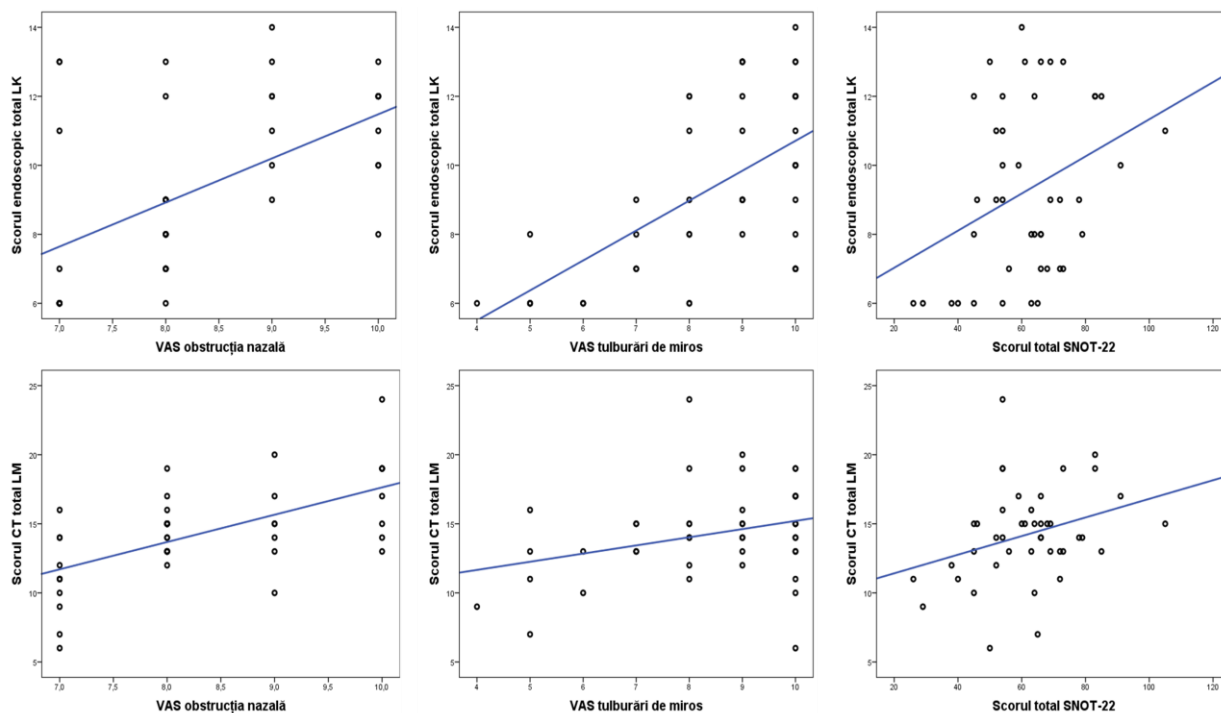 Scorul endoscopic total LK
14
12
10
8
6
7,0 7,5 8,0 8,5 9,0 9,5 10,0
VAS obstrucția nazală
Scorul endoscopic total LK
14
12
10
8
6
4 5 6 7 8 9 10
VAS tulburări de miros
Scorul endoscopic total LK
14
12
10
8
6
20 40 60 80 100 120
Scorul total SNOT-22
Scorul CT total LM
25
20
15
10
5
7,0 7,5 8,0 8,5 9,0 9,5 10,0
VAS obstrucția nazală
Scorul CT total LM
25
20
15
10
5
4 5 6 7 8 9 10
VAS tulburări de miros
Scorul CT total LM
25
20
15
10
5
20 40 60 80 100 120
Scorul total SNOT-22